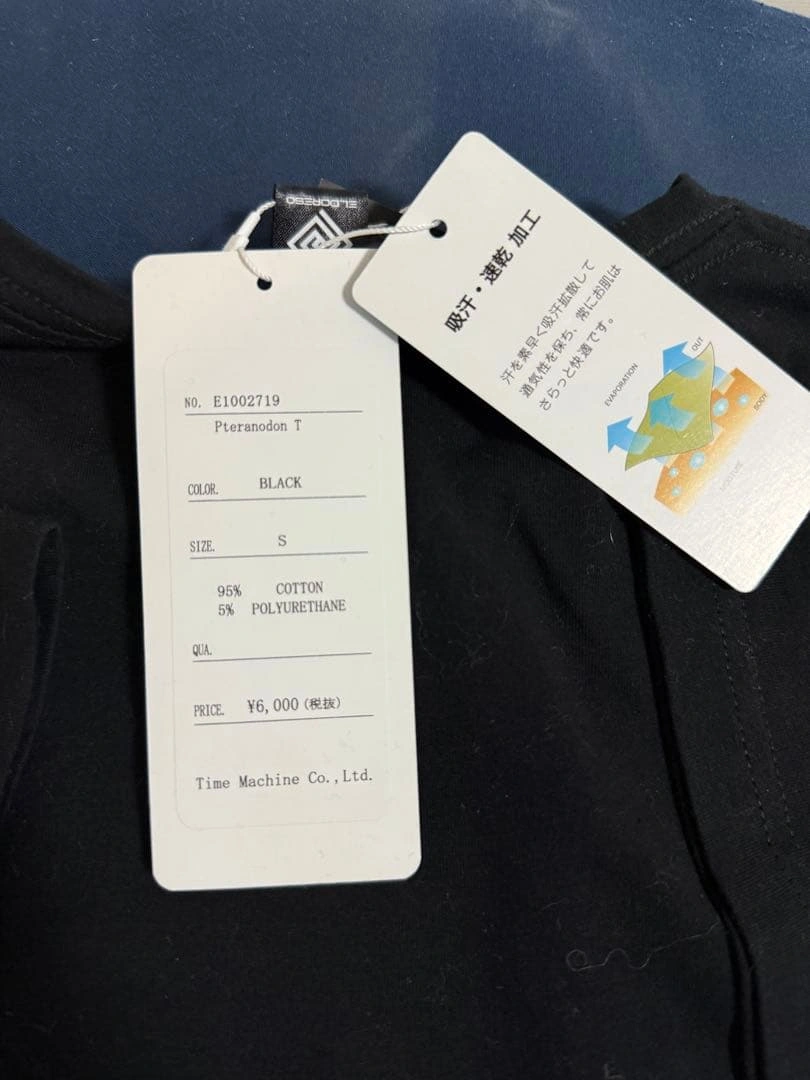 ELDORESO
NO. E1002719
Pteranodon T
COLOR. BLACK
SIZE. S
95% COTTON
5% POLYURETHANE
QUA.
PRICE. ¥6,000(税抜)
Time Machine Co.,Ltd.
吸汗・速乾 加工
汗を素早く吸汗拡散して
通気性を保ち、常にお肌は
さらっと快適です。
EVAPORATION
OUT
BODY
MOISTURE